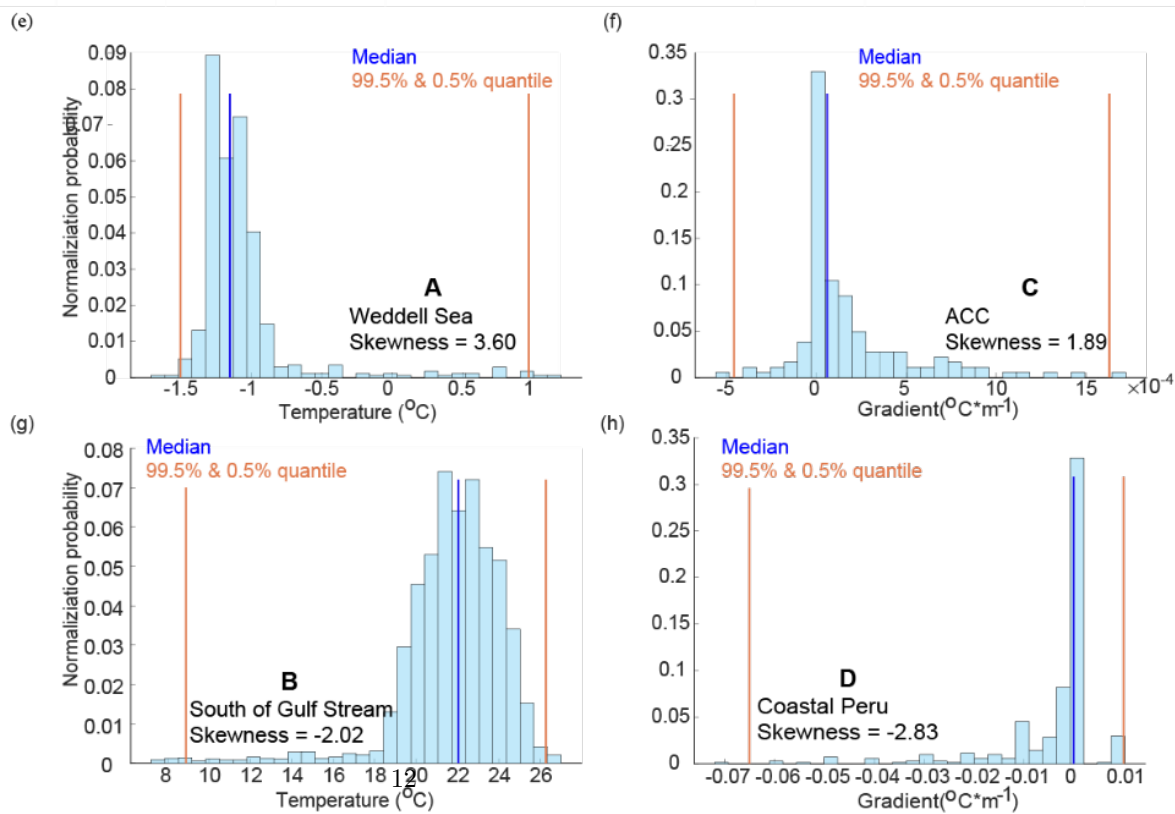 (e)
Median
99.5% & 0.5% quantile
0.09
0.08
0.07
0.06
0.05
0.04
0.03
0.02
0.01
0
Normaliziation probability
A
Weddell Sea
Skewness = 3.60
-1.5 -1 -0.5 0 0.5 1
Temperature (°C)
(f)
Median
99.5% & 0.5% quantile
0.35
0.3
0.25
0.2
0.15
0.1
0.05
0
C
ACC
Skewness = 1.89
-5 0 5 10 15 ×10⁻⁴
Gradient(°C*m⁻¹)
(g)
Median
99.5% & 0.5% quantile
0.08
0.07
0.06
0.05
0.04
0.03
0.02
0.01
0
Normaliziation probability
B
South of Gulf Stream
Skewness = -2.02
8 10 12 14 16 18 20 22 24 26
12
Temperature (°C)
(h)
Median
99.5% & 0.5% quantile
0.35
0.3
0.25
0.2
0.15
0.1
0.05
0
D
Coastal Peru
Skewness = -2.83
-0.07 -0.06 -0.05 -0.04 -0.03 -0.02 -0.01 0 0.01
Gradient(°C*m⁻¹)